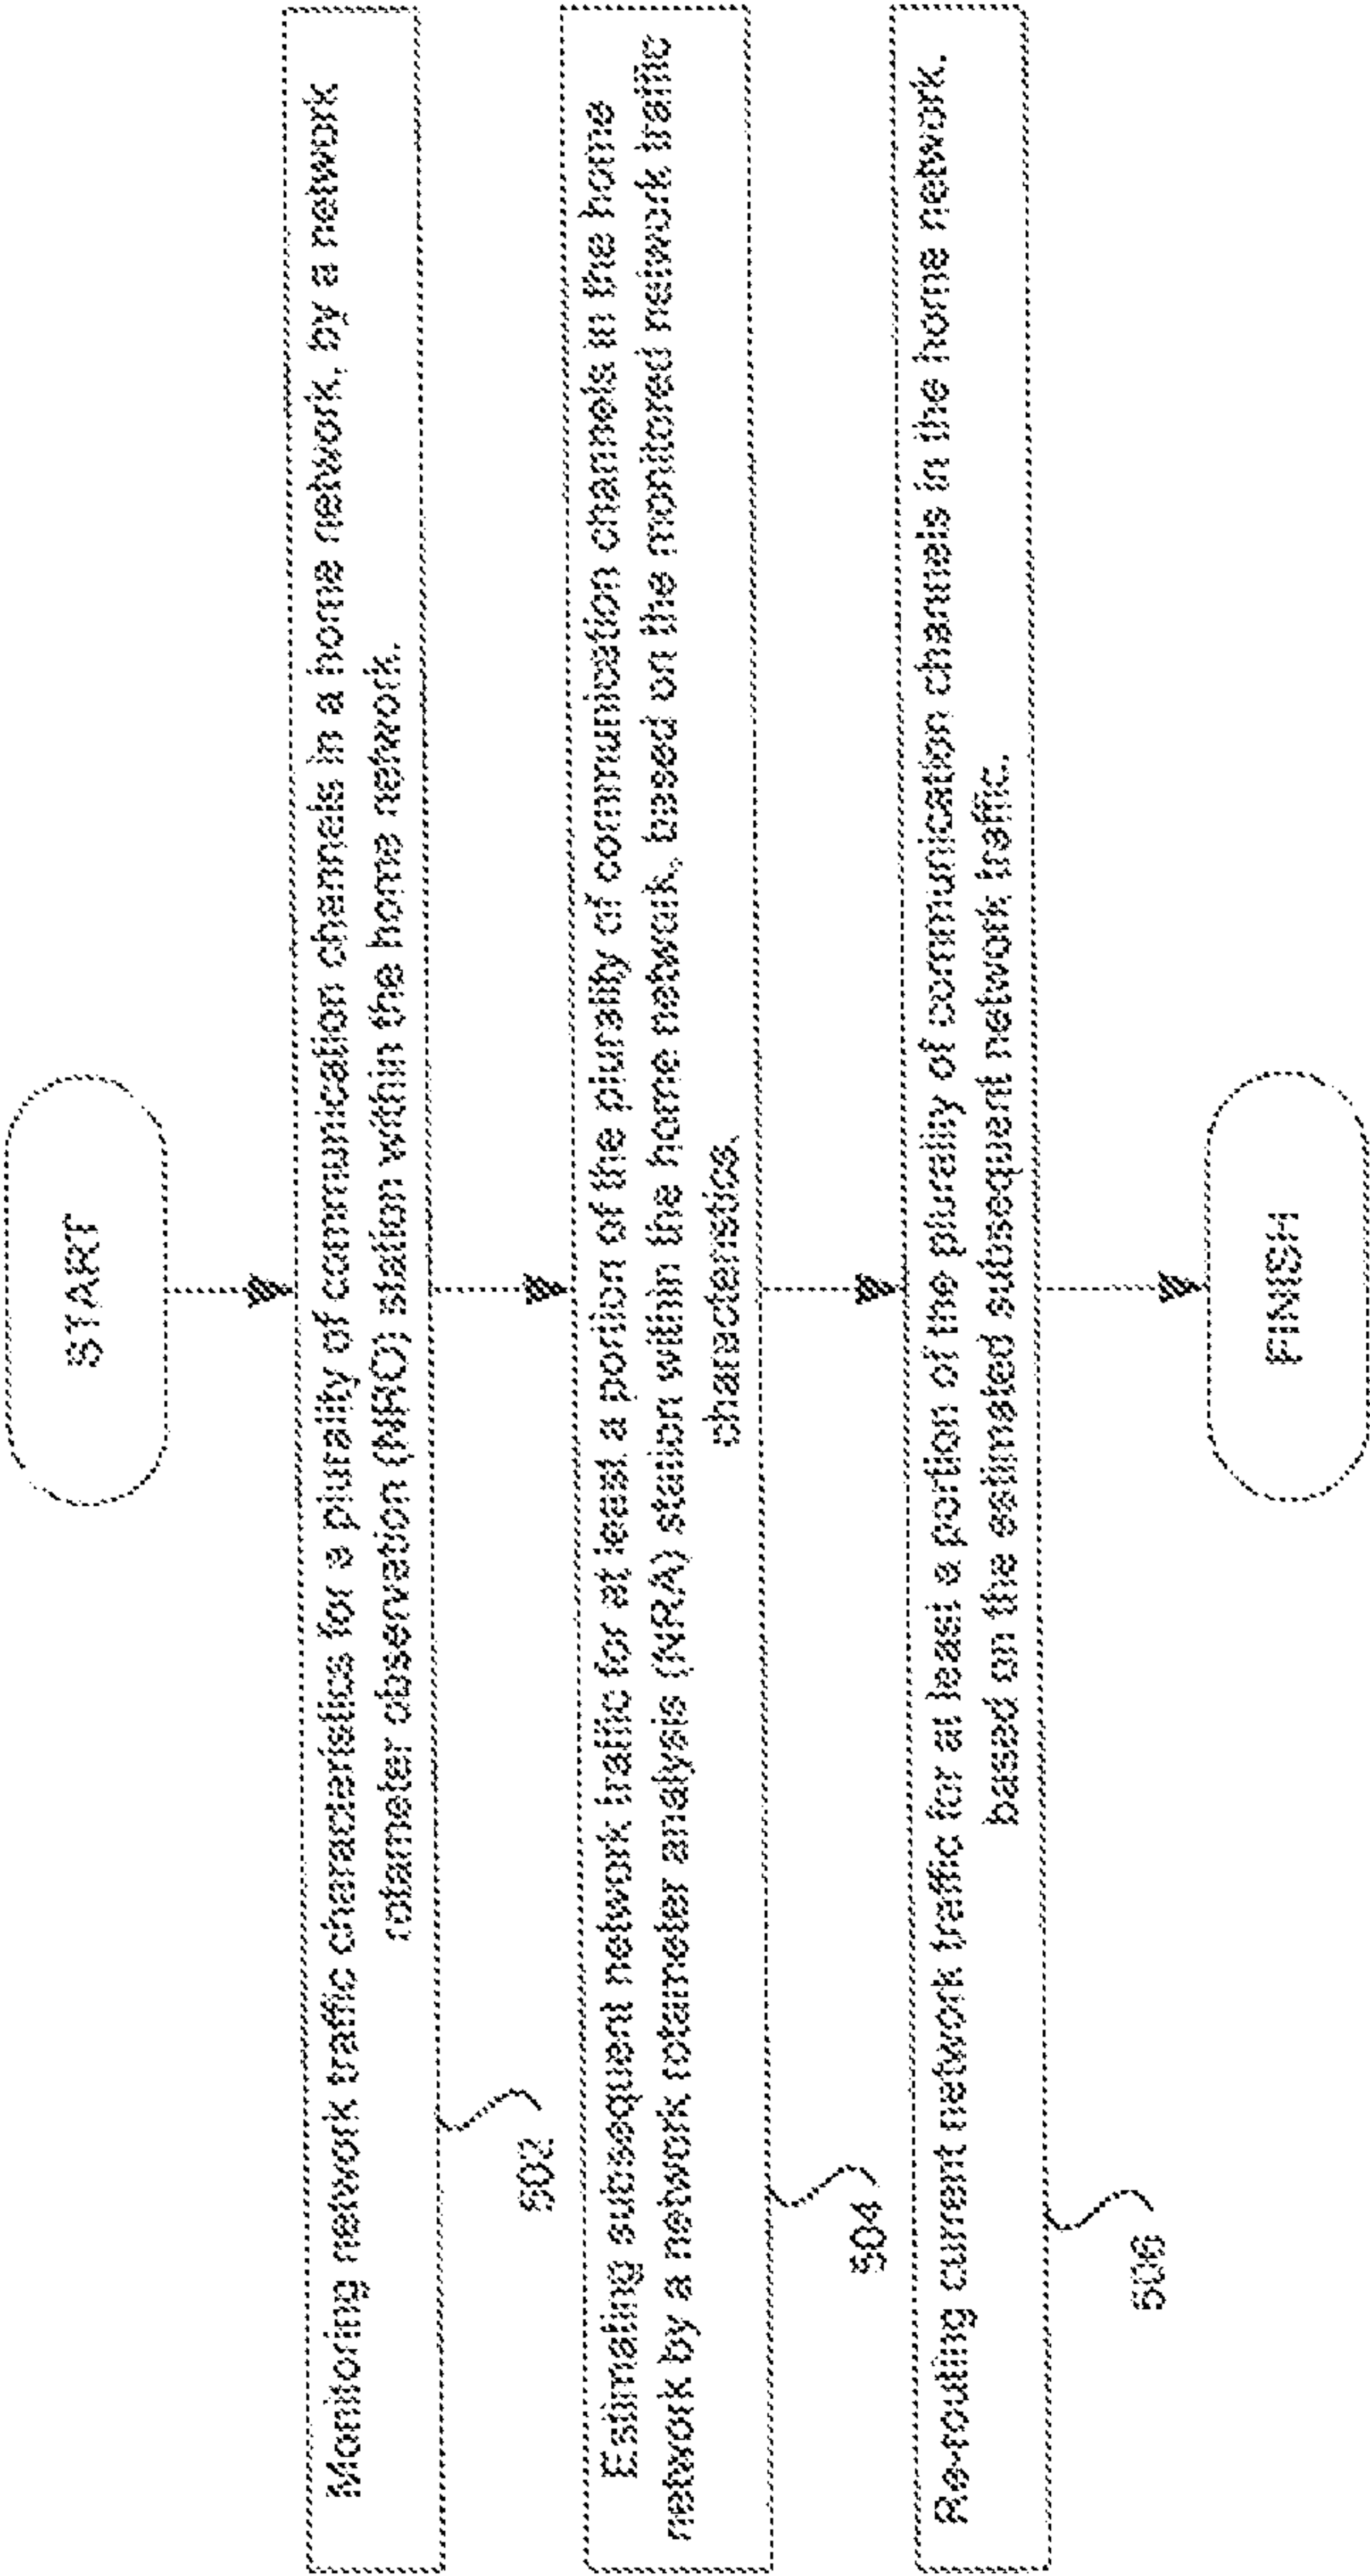 START
Monitoring network traffic characteristics for a plurality of communication channels in a home network, by a network
rotameter observation (NRO) station within the home network.
502
Estimating subsequent network traffic for at least a portion of the plurality of communication channels in the home
network by a network rotameter analysis (NRA) station within the home network, based on the monitored network traffic
characteristics.
504
Re-routing current network traffic for at least a portion of the plurality of communication channels in the home network,
based on the estimated subsequent network traffic.
506
FINISH